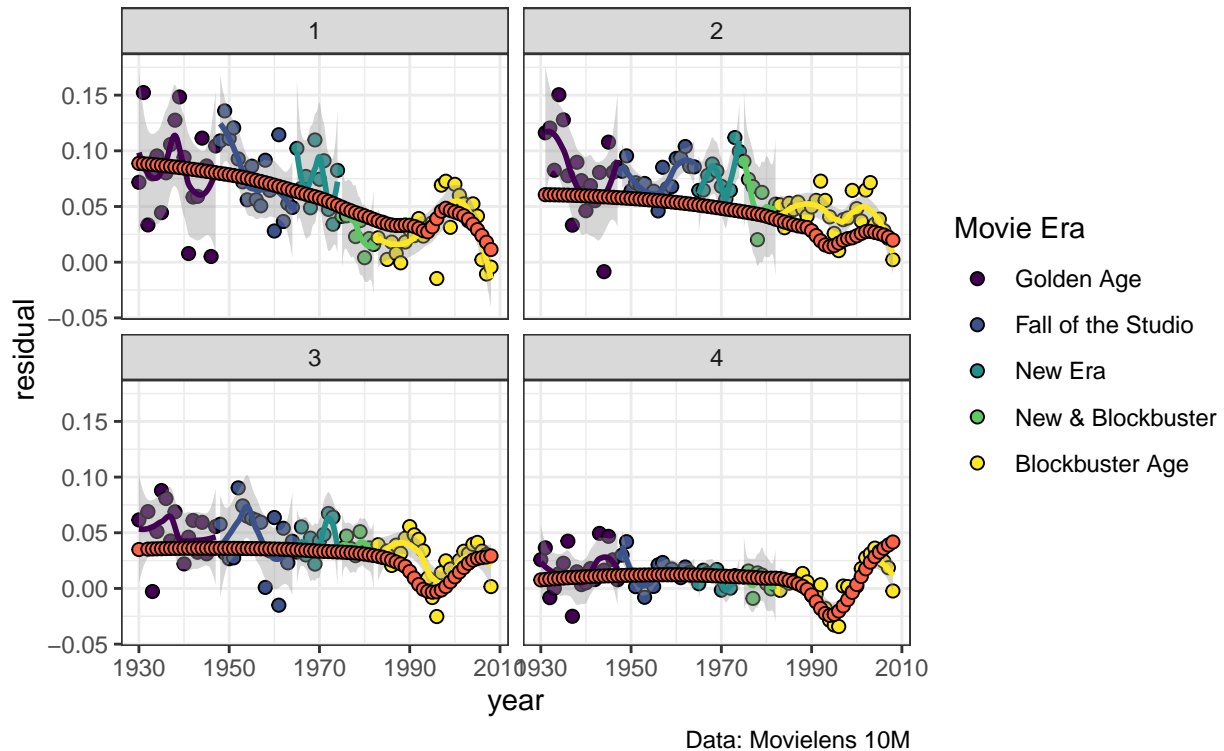 1
2
0.15
0.10
0.05
0.00
−0.05
3
4
0.15
0.10
0.05
0.00
−0.05
1930 1950 1970 1990 2010
1930 1950 1970 1990 2010
residual
year
Movie Era
Golden Age
Fall of the Studio
New Era
New & Blockbuster
Blockbuster Age
Data: Movielens 10M